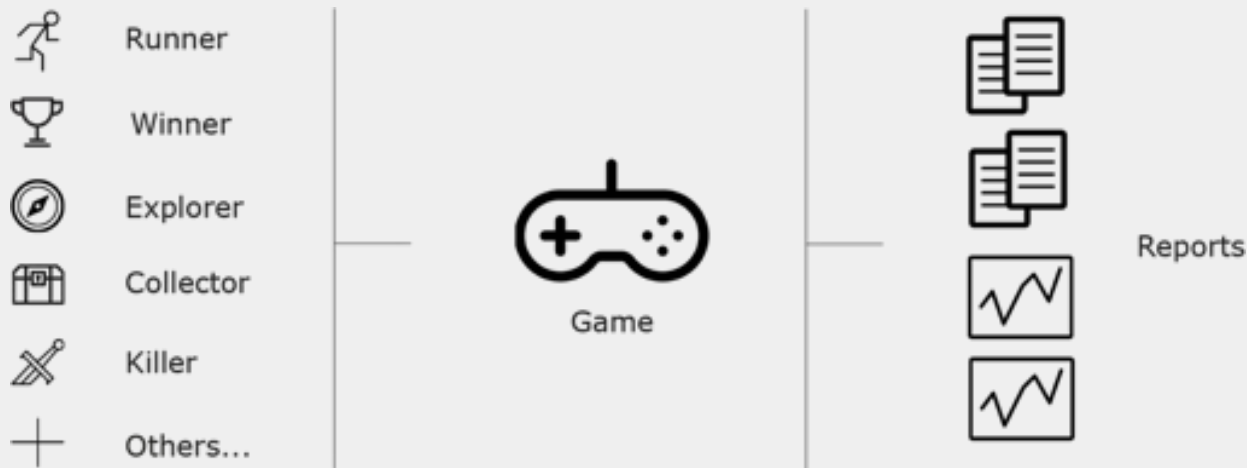 Runner
Winner
Explorer
Collector
Killer
Others...
Game
Reports